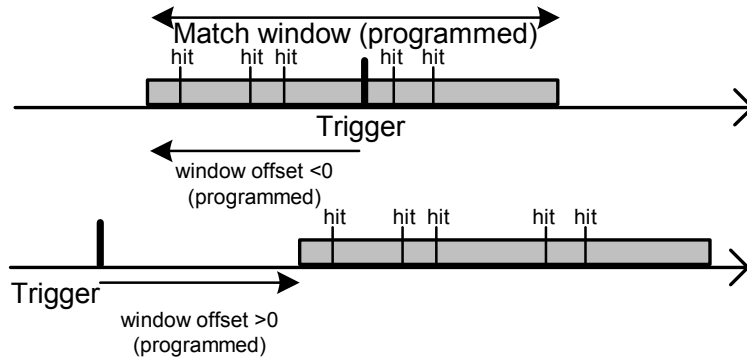 Match window (programmed)
hit hit hit hit hit
Trigger
window offset <0
(programmed)
hit hit hit hit hit
Trigger
window offset >0
(programmed)